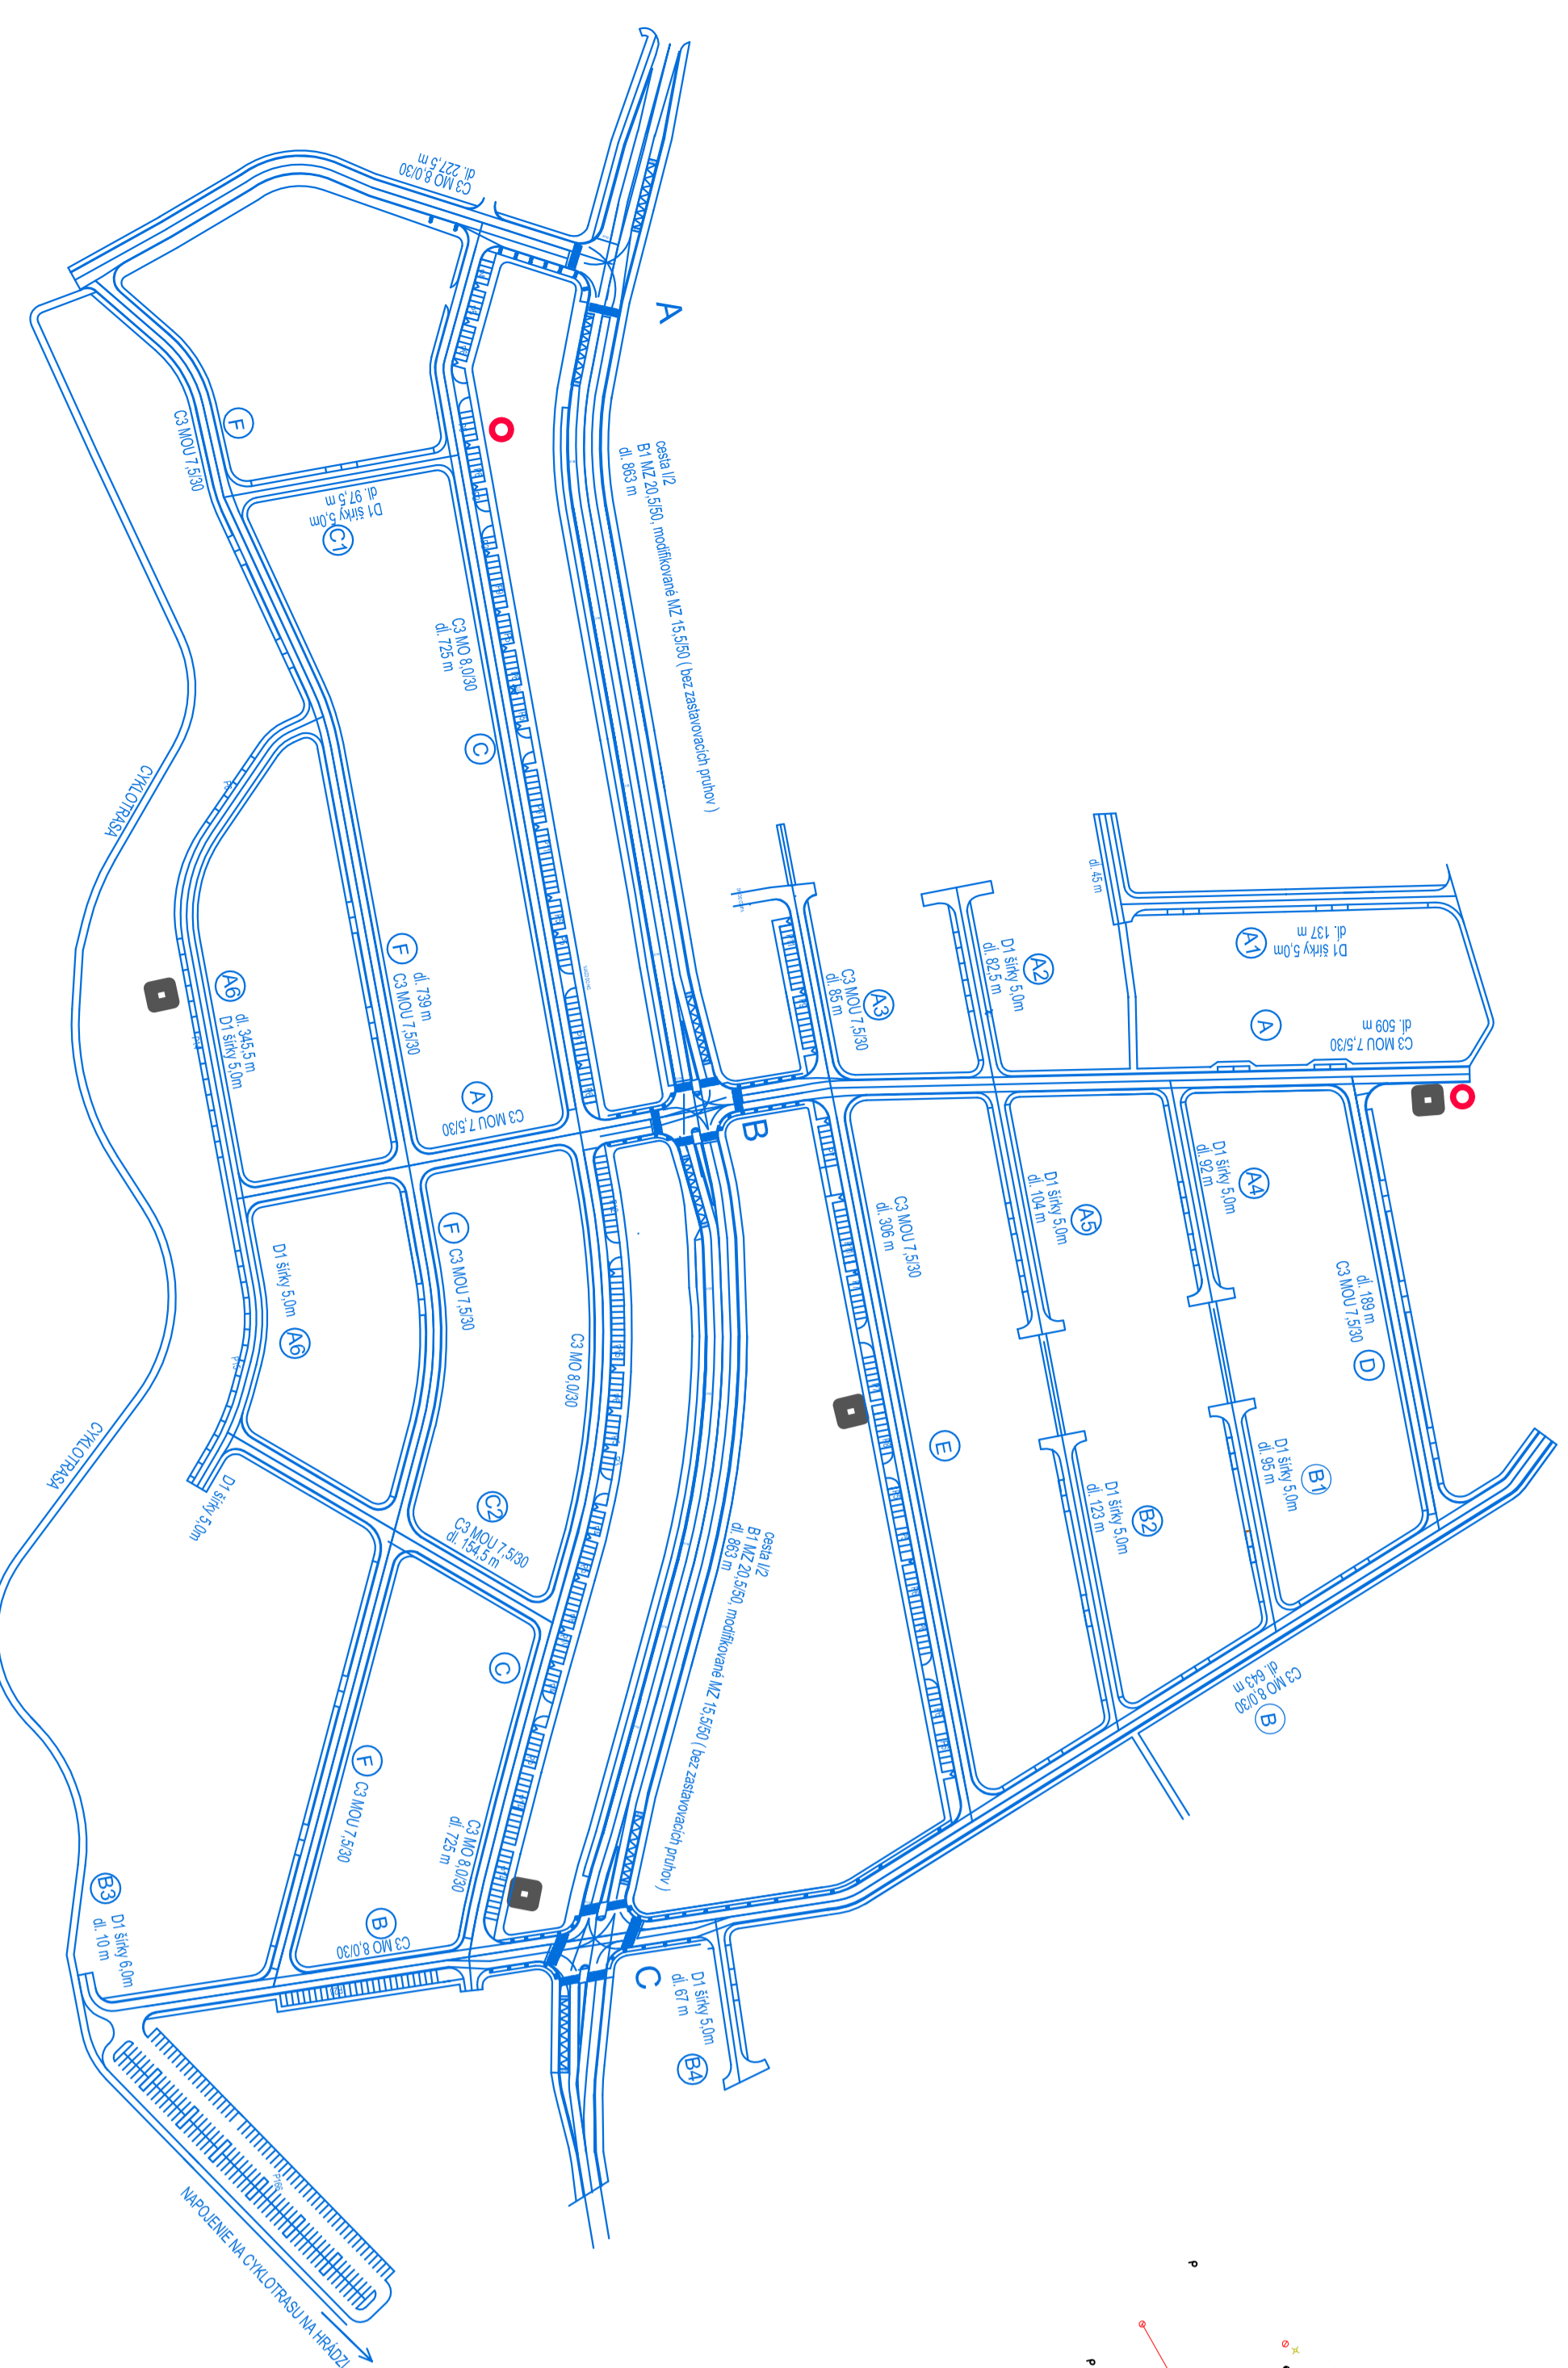 C3 MO 8,0/30
dl. 227,5 m
A
cesta I/2
B1 MZ 20,5/50, modifikované MZ 15,5/50 ( bez zastavovacích pruhov )
dl. 863 m
F
C3 MOU 7,5/30
D1 šírky 5,0m
dl. 97,5 m
C1
C3 MO 8,0/30
dl. 725 m
C
CYKLOTRASA
dl. 45 m
A1
D1 šírky 5,0m
dl. 137 m
A2
D1 šírky 5,0m
dl. 82,5 m
A3
C3 MOU 7,5/30
dl. 85 m
A
C3 MOU 7,5/30
dl. 509 m
F
dl. 739 m
C3 MOU 7,5/30
A6
dl. 345,5 m
D1 šírky 5,0m
A
C3 MOU 7,5/30
B
A4
D1 šírky 5,0m
dl. 92 m
A5
D1 šírky 5,0m
dl. 104 m
C3 MOU 7,5/30
dl. 306 m
F
C3 MOU 7,5/30
D1 šírky 5,0m
A6
C3 MO 8,0/30
dl. 189 m
C3 MOU 7,5/30
D
E
B1
D1 šírky 5,0m
dl. 95 m
B2
D1 šírky 5,0m
dl. 123 m
CYKLOTRASA
D1 šírky 5,0m
C2
C3 MOU 7,5/30
dl. 154,5 m
cesta I/2
B1 MZ 20,5/50, modifikované MZ 15,5/50 ( bez zastavovacích pruhov )
dl. 863 m
C
C3 MO 8,0/30
dl. 643 m
B
F
C3 MOU 7,5/30
C3 MO 8,0/30
dl. 725 m
B
C3 MO 8,0/30
B3
D1 šírky 6,0m
dl. 10 m
C
D1 šírky 5,0m
dl. 67 m
B4
P166
NAPOJENIE NA CYKLOTRASU NA HRÁDZI
P
P